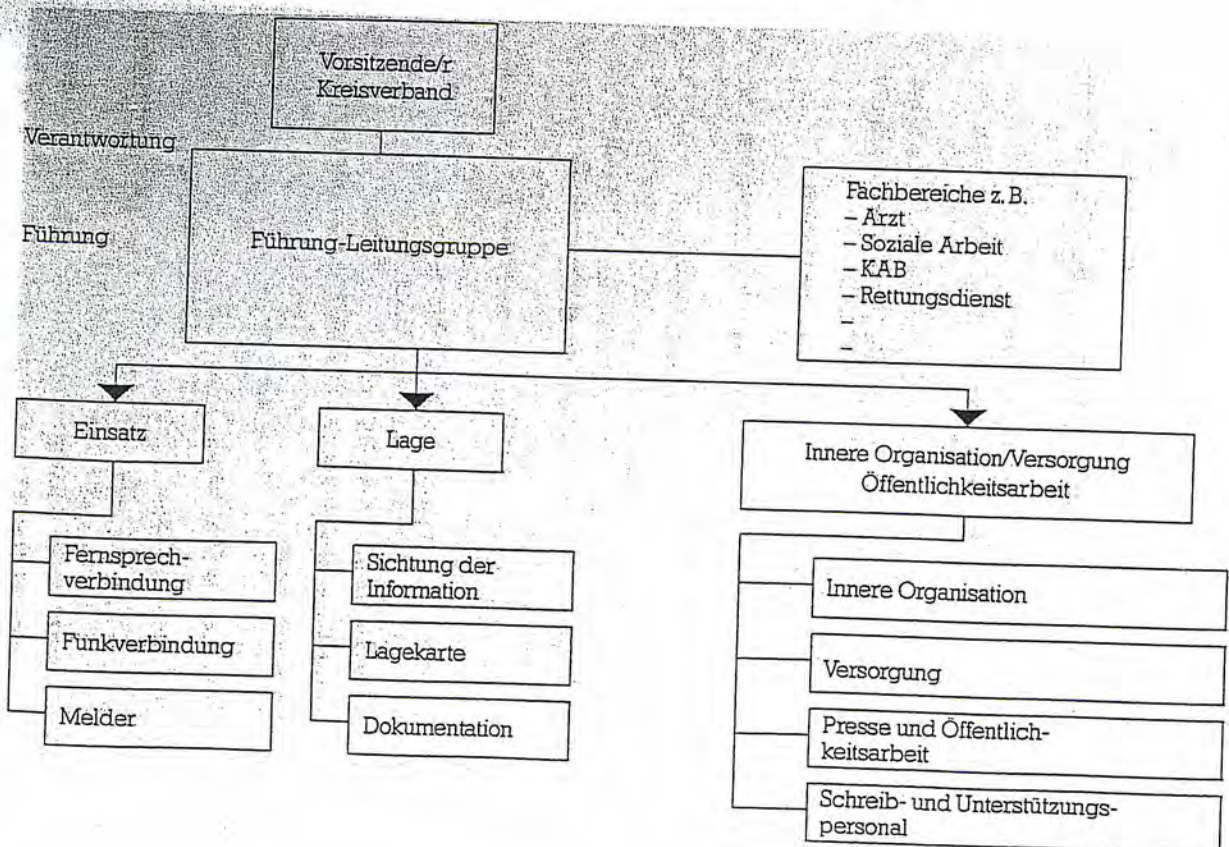 Vorsitzende/r
Kreisverband
Verantwortung
Führung
Führung-Leitungsgruppe
Fachbereiche z. B.
– Arzt
– Soziale Arbeit
– KAB
– Rettungsdienst
–
–
Einsatz
Fernsprech-
verbindung
Funkverbindung
Melder
Lage
Sichtung der
Information
Lagekarte
Dokumentation
Innere Organisation/Versorgung
Öffentlichkeitsarbeit
Innere Organisation
Versorgung
Presse und Öffentlich-
keitsarbeit
Schreib- und Unterstützungs-
personal